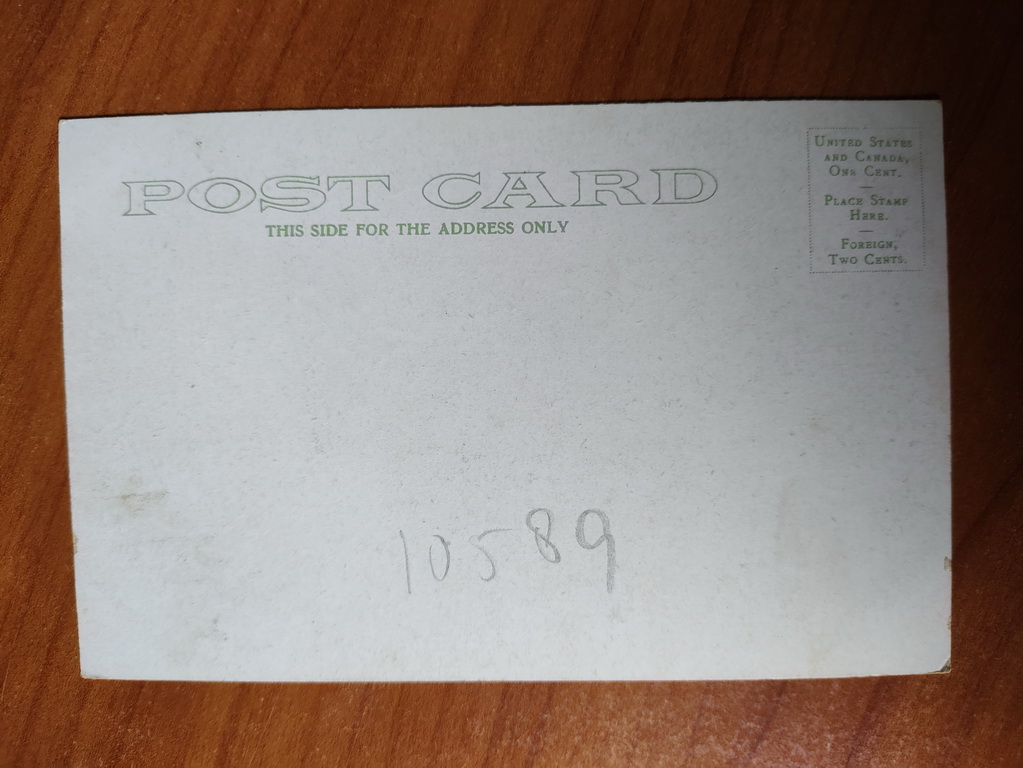 POST CARD
THIS SIDE FOR THE ADDRESS ONLY
UNITED STATES
AND CANADA,
ONE CENT.
PLACE STAMP
HERE.
FOREIGN,
TWO CENTS.
10589